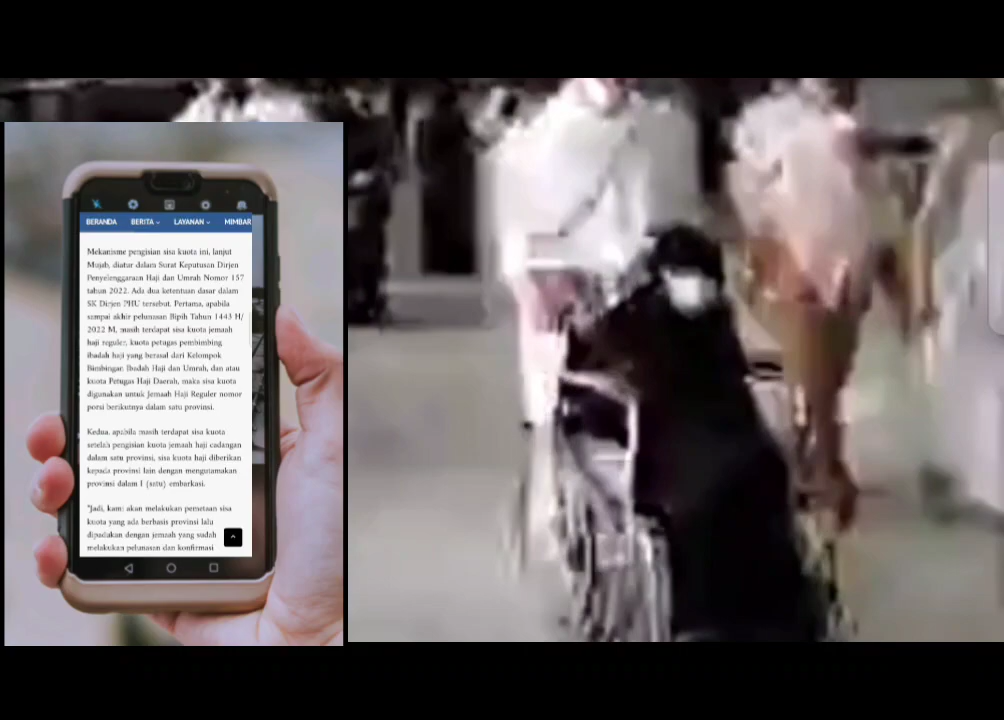 BERANDA BERITA LAYANAN MIMBAR
Mekanisme pengisian sisa kuota ini, lanjut
Mujab, diatur dalam Surat Keputusan Dirjen
Penyelenggaraan Haji dan Umrah Nomor 157
tahun 2022. Ada dua ketentuan dasar dalam
SK Dirjen PHU tersebut. Pertama, apabila
sampai akhir pelunasan Bipih Tahun 1443 H/
2022 M, masih terdapat sisa kuota jemaah
haji reguler, kuota petugas pembimbing
ibadah haji yang berasal dari Kelompok
Bimbingan Ibadah Haji dan Umrah, dan atau
kuota Petugas Haji Daerah, maka sisa kuota
digunakan untuk Jemaah Haji Reguler nomor
porsi berikutnya dalam satu provinsi.
Kedua, apabila masih terdapat sisa kuota
setelah pengisian kuota jemaah haji cadangan
dalam satu provinsi, sisa kuota haji diberikan
kepada provinsi lain dengan mengutamakan
provinsi dalam 1 (satu) embarkasi.
"Jadi, kami akan melakukan pemetaan sisa
kuota yang ada berbasis provinsi lalu
dipadukan dengan jemaah yang sudah
melakukan pelunasan dan konfirmasi